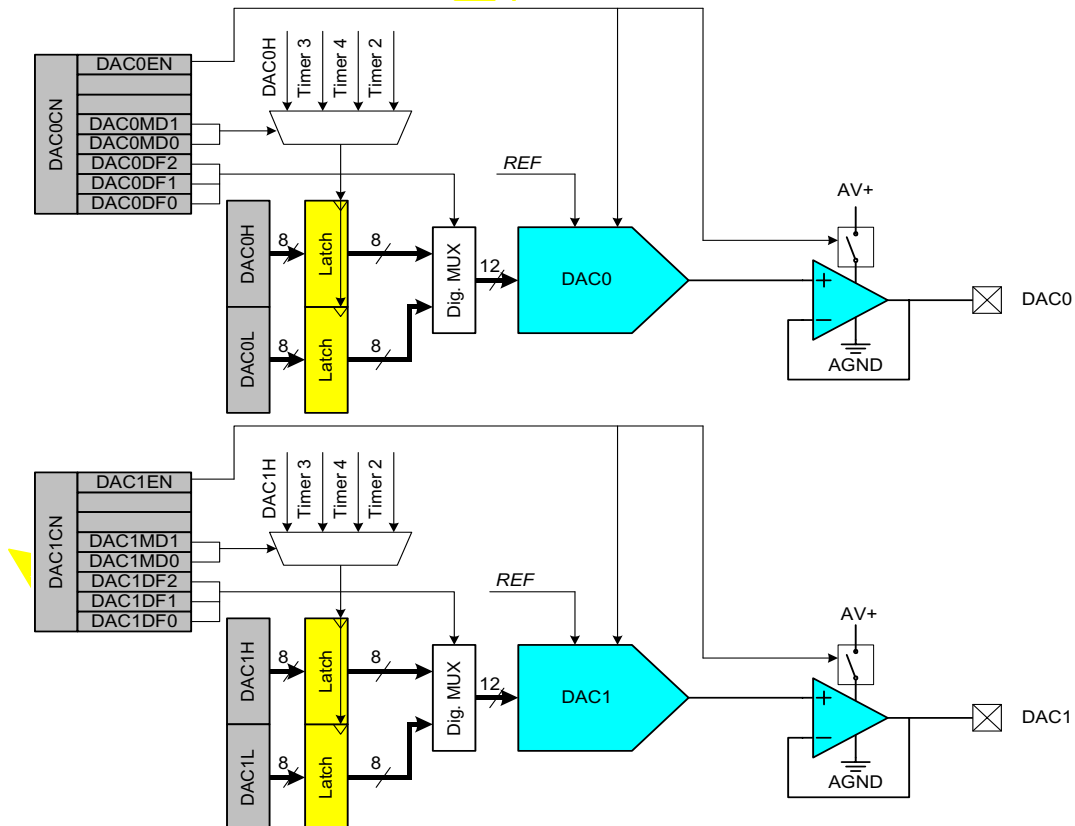 DAC0CN
DAC0EN
DAC0MD1
DAC0MD0
DAC0DF2
DAC0DF1
DAC0DF0
DAC0H
Timer 3
Timer 4
Timer 2
REF
AV+
DAC0H
8
Latch
8
Dig. MUX
12
DAC0
+
−
DAC0
DAC0L
8
Latch
8
AGND
DAC1CN
DAC1EN
DAC1MD1
DAC1MD0
DAC1DF2
DAC1DF1
DAC1DF0
DAC1H
Timer 3
Timer 4
Timer 2
REF
AV+
DAC1H
8
Latch
8
Dig. MUX
12
DAC1
+
−
DAC1
DAC1L
8
Latch
8
AGND